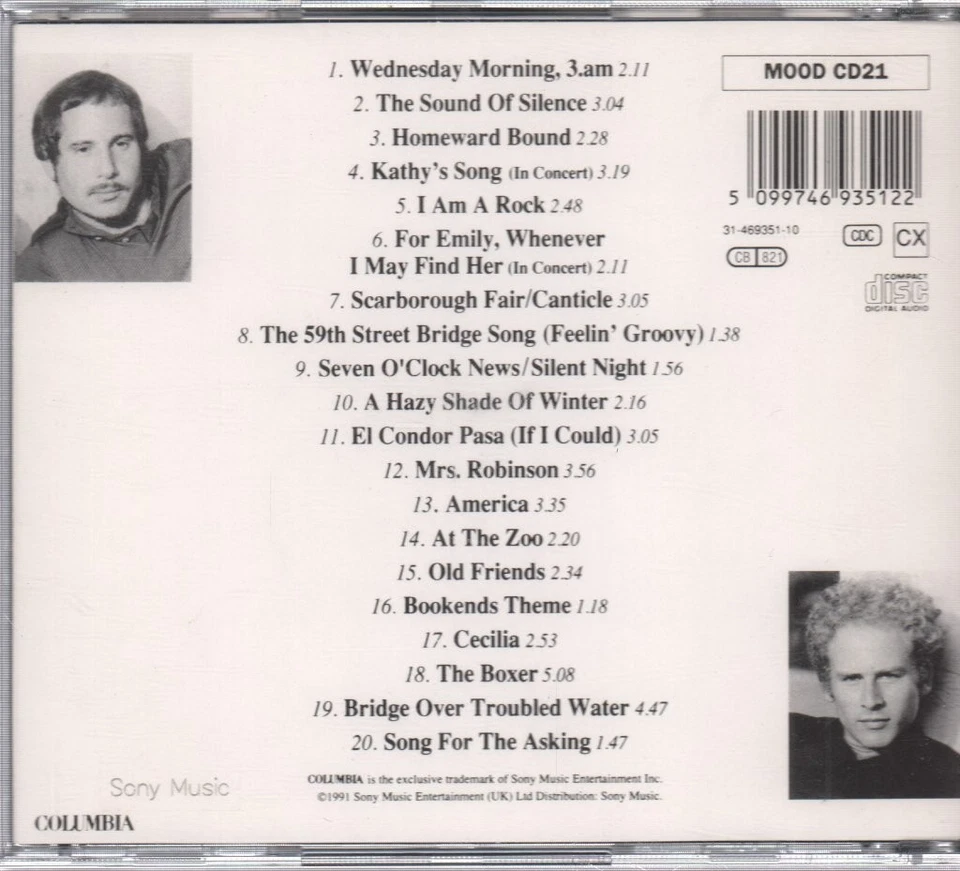 1. Wednesday Morning, 3.am 2.11
2. The Sound Of Silence 3.04
3. Homeward Bound 2.28
4. Kathy's Song (In Concert) 3.19
5. I Am A Rock 2.48
6. For Emily, Whenever
I May Find Her (In Concert) 2.11
7. Scarborough Fair/Canticle 3.05
8. The 59th Street Bridge Song (Feelin' Groovy) 1.38
9. Seven O'Clock News/Silent Night 1.56
10. A Hazy Shade Of Winter 2.16
11. El Condor Pasa (If I Could) 3.05
12. Mrs. Robinson 3.56
13. America 3.35
14. At The Zoo 2.20
15. Old Friends 2.34
16. Bookends Theme 1.18
17. Cecilia 2.53
18. The Boxer 5.08
19. Bridge Over Troubled Water 4.47
20. Song For The Asking 1.47
COLUMBIA is the exclusive trademark of Sony Music Entertainment Inc.
©1991 Sony Music Entertainment (UK) Ltd Distribution: Sony Music.
MOOD CD21
5 099746 935122
31-469351-10
CDC CX
CB 821
COMPACT
disc
DIGITAL AUDIO
Sony Music
COLUMBIA